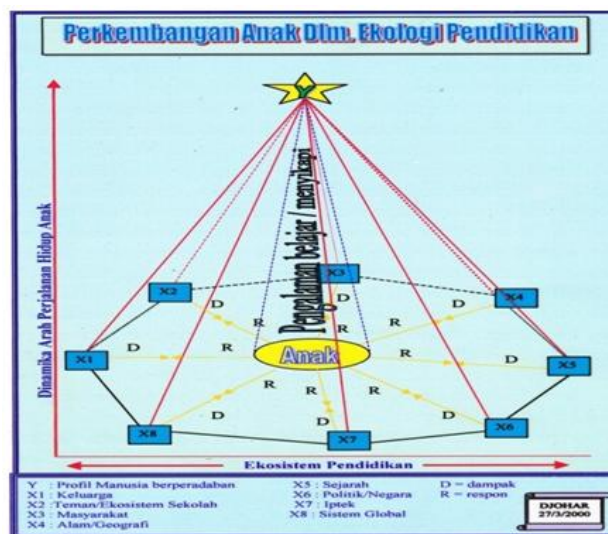 Perkembangan Anak Dlm. Ekologi Pendidikan
Y
Dinamika Arah Perjalanan Hidup Anak
Pengalaman belajar / menyikapi
X3
X2
X4
D
D
D
R
R
R
D
R
R
D
X1
Anak
X5
R
R
R
D
D
D
X8
X7
X6
Ekosistem Pendidikan
Y : Profil Manusia berperadaban
X1 : Keluarga
X2 :Teman/Ekosistem Sekolah
X3 : Masyarakat
X4 : Alam/Geografi
X5 : Sejarah
X6 : Politik/Negara
X7 : Iptek
X8 : Sistem Global
D = dampak
R = respon
DJOHAR
27/3/2000